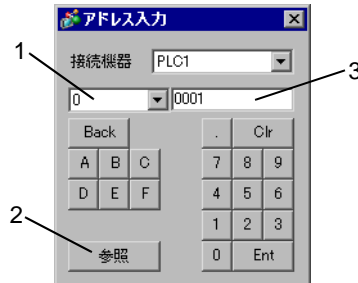 アドレス入力
1
接続機器 PLC1
3
0 0001
Back . Clr
A B C 7 8 9
D E F 4 5 6
2
1 2 3
参照 0 Ent